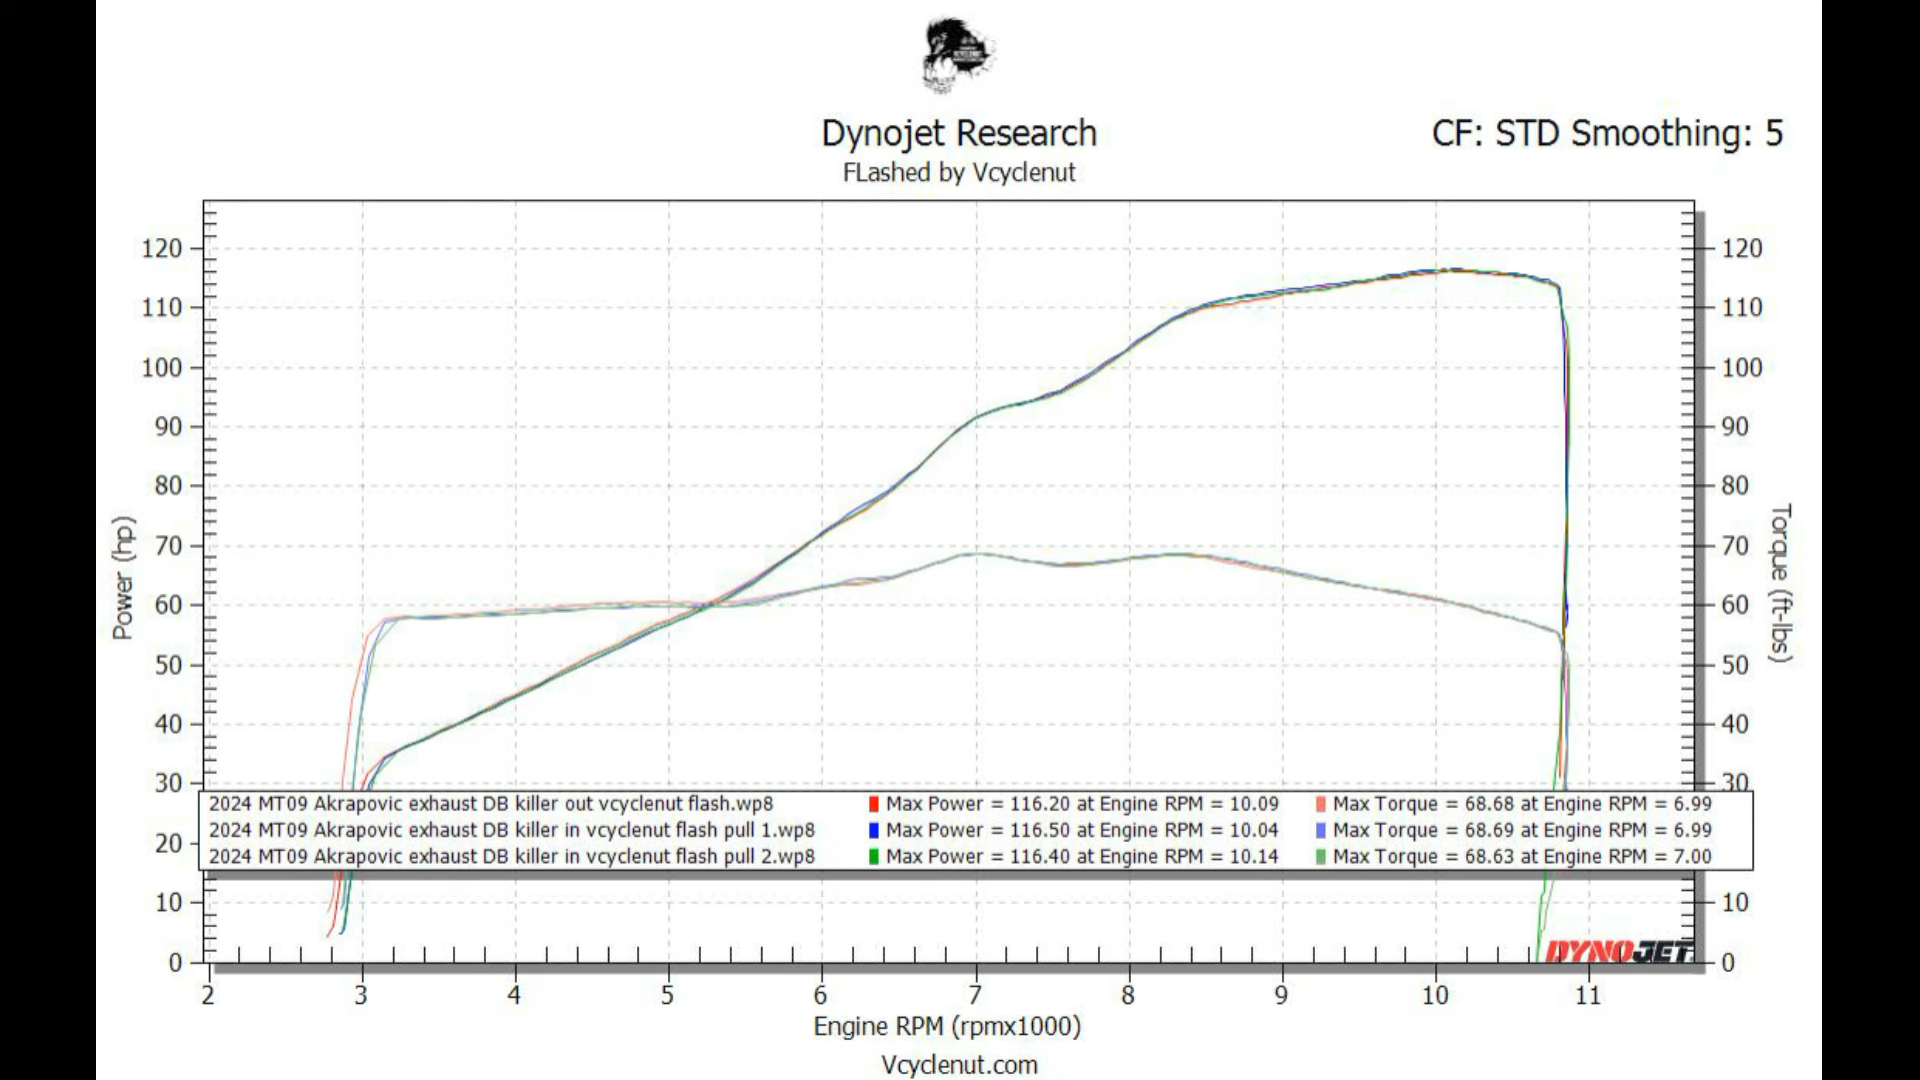 Dynojet Research
CF: STD Smoothing: 5
FLashed by Vcyclenut
120 120
110 110
100 100
90 90
80 80
70 70
60 60
50 50
40 40
30 30
20
10 10
0 0
Power (hp)
Torque (ft-lbs)
2024 MT09 Akrapovic exhaust DB killer out vcyclenut flash.wp8 Max Power = 116.20 at Engine RPM = 10.09 Max Torque = 68.68 at Engine RPM = 6.99
2024 MT09 Akrapovic exhaust DB killer in vcyclenut flash pull 1.wp8 Max Power = 116.50 at Engine RPM = 10.04 Max Torque = 68.69 at Engine RPM = 6.99
2024 MT09 Akrapovic exhaust DB killer in vcyclenut flash pull 2.wp8 Max Power = 116.40 at Engine RPM = 10.14 Max Torque = 68.63 at Engine RPM = 7.00
DYNOJET
2 3 4 5 6 7 8 9 10 11
Engine RPM (rpmx1000)
Vcyclenut.com